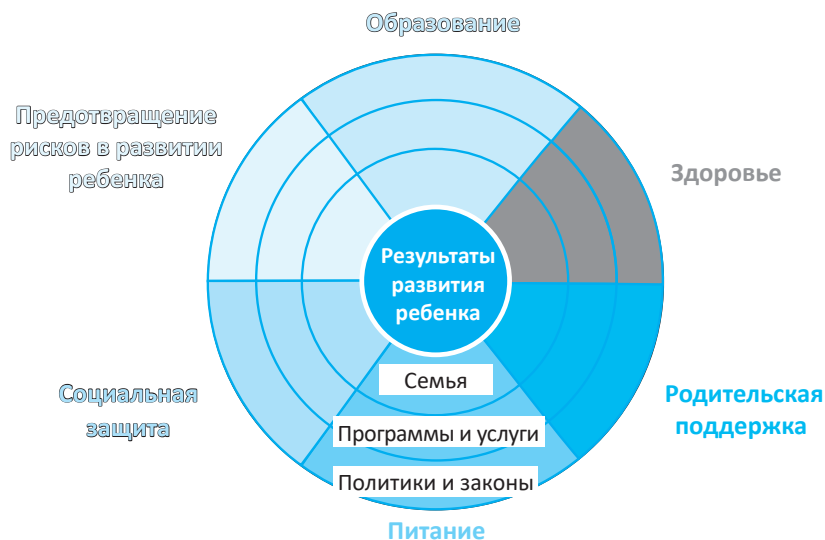 Образование
Предотвращение
рисков в развитии
ребенка
Здоровье
Результаты
развития
ребенка
Семья
Социальная
защита
Родительская
поддержка
Программы и услуги
Политики и законы
Питание